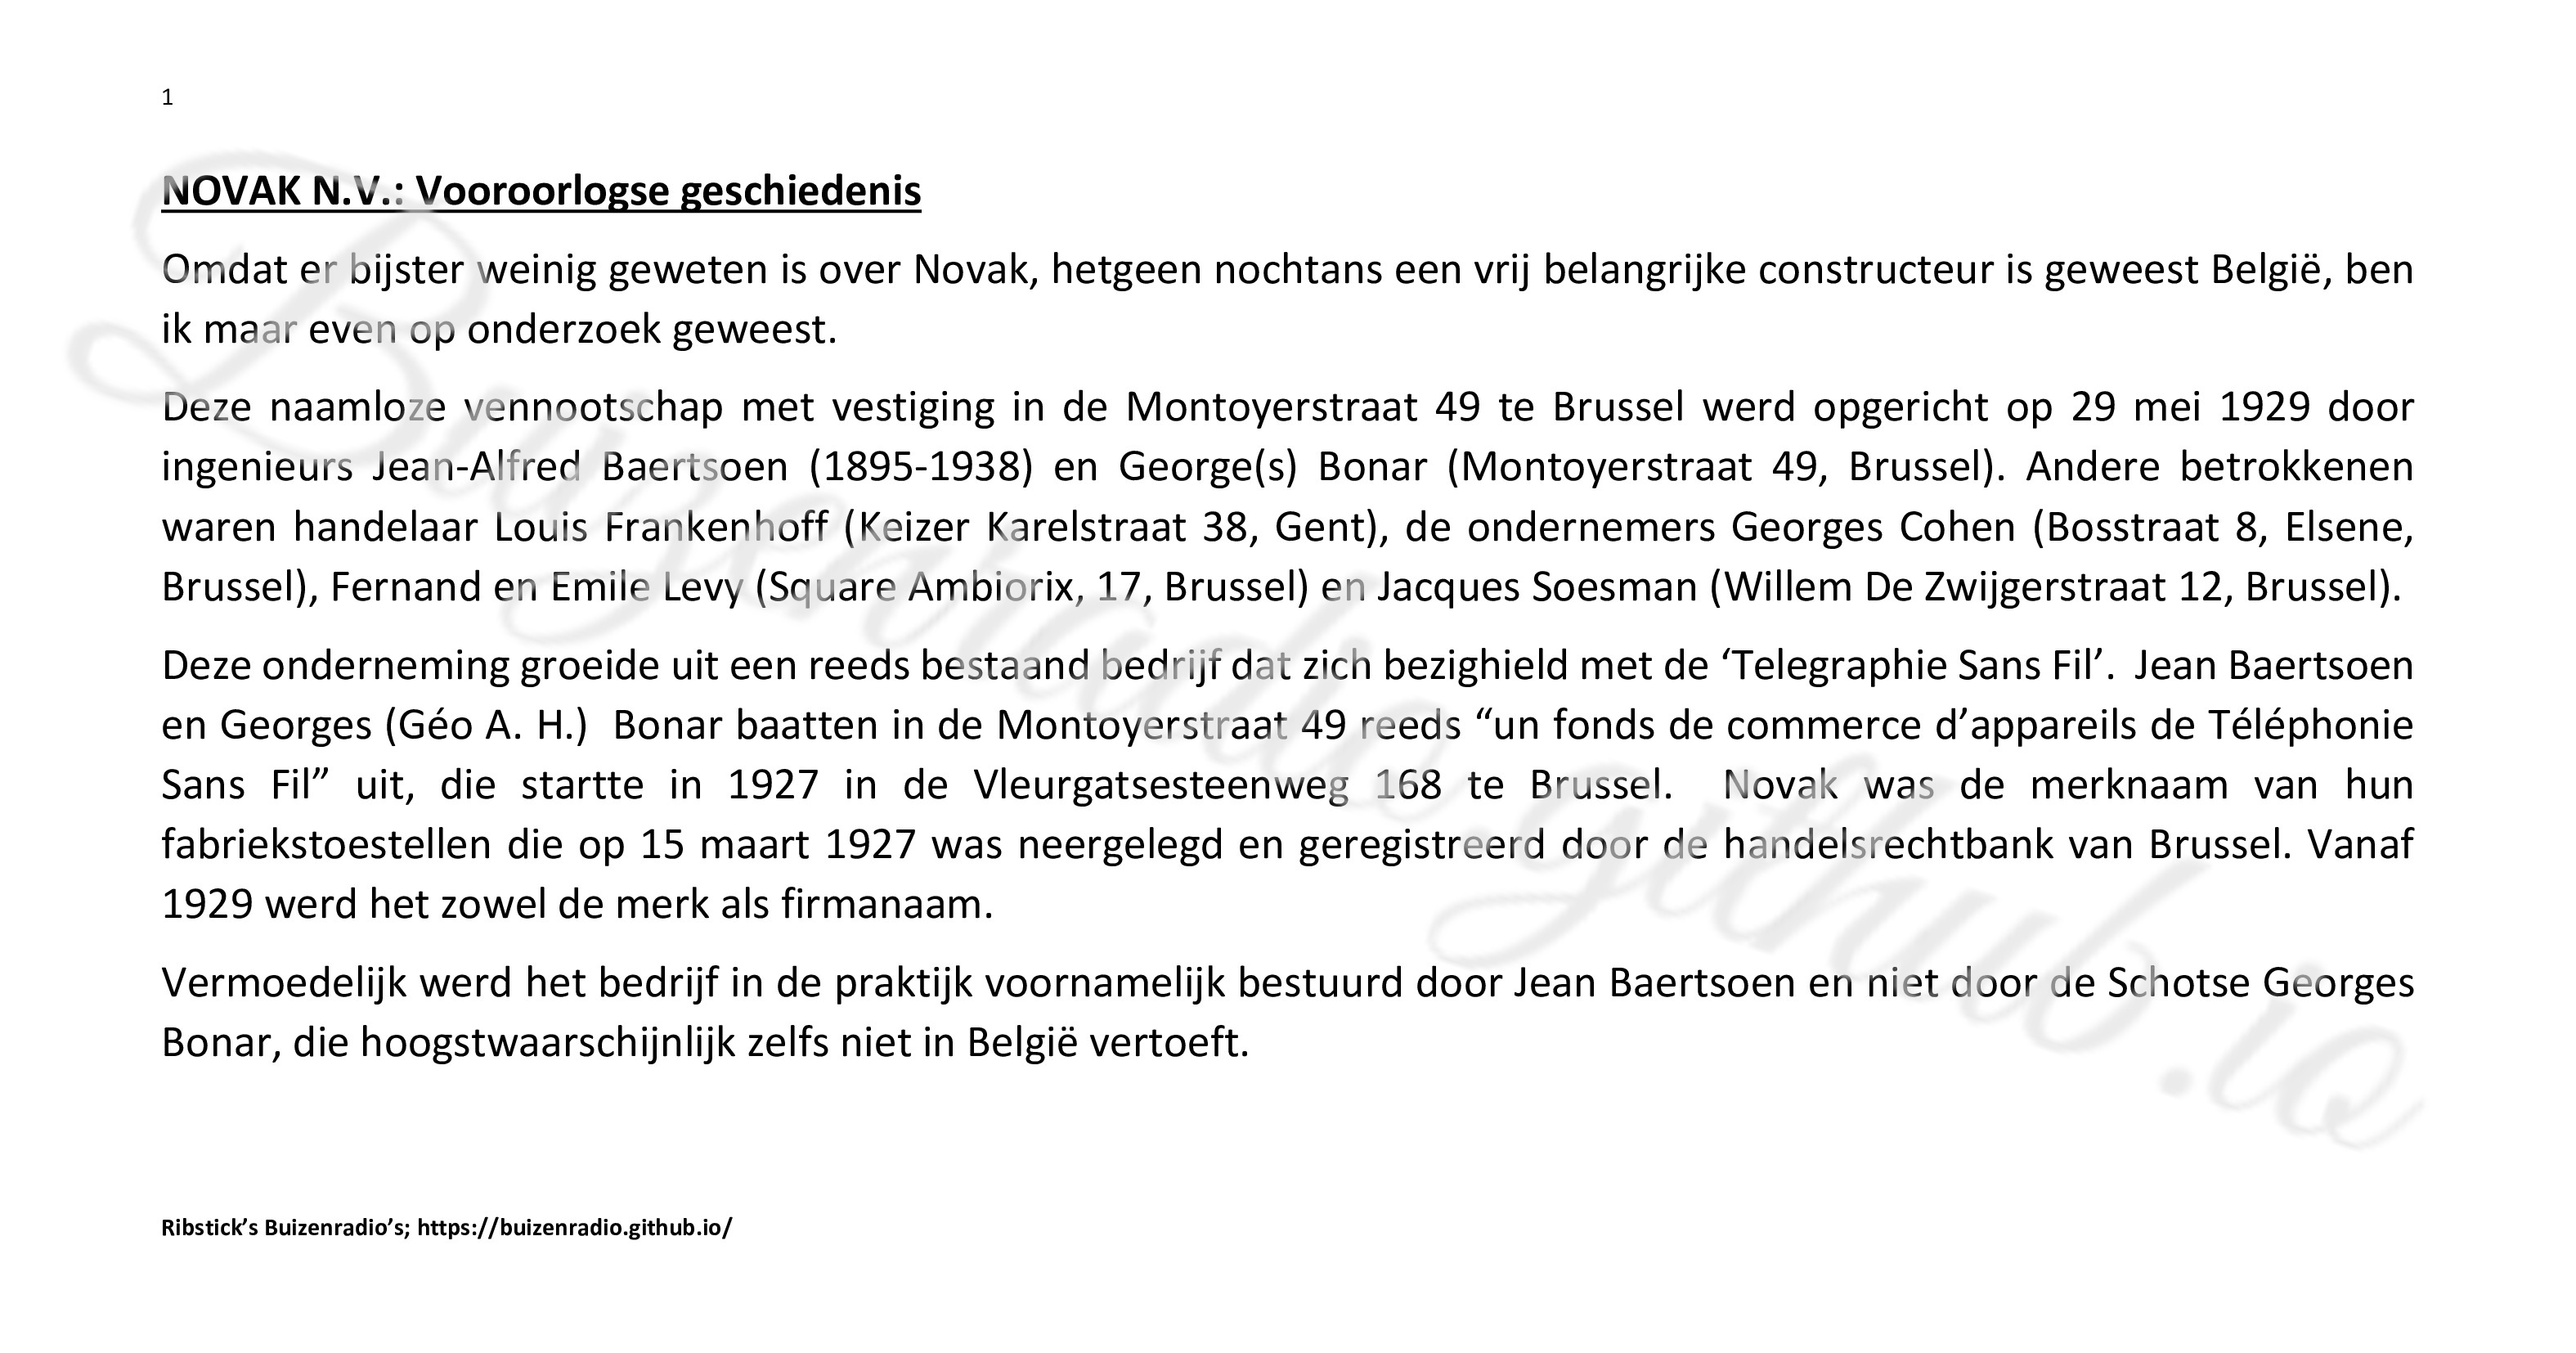 1
NOVAK N.V.: Vooroorlogse geschiedenis
Omdat er bijster weinig geweten is over Novak, hetgeen nochtans een vrij belangrijke constructeur is geweest België, ben
ik maar even op onderzoek geweest.
Deze naamloze vennootschap met vestiging in de Montoyerstraat 49 te Brussel werd opgericht op 29 mei 1929 door
ingenieurs Jean-Alfred Baertsoen (1895-1938) en George(s) Bonar (Montoyerstraat 49, Brussel). Andere betrokkenen
waren handelaar Louis Frankenhoff (Keizer Karelstraat 38, Gent), de ondernemers Georges Cohen (Bosstraat 8, Elsene,
Brussel), Fernand en Emile Levy (Square Ambiorix, 17, Brussel) en Jacques Soesman (Willem De Zwijgerstraat 12, Brussel).
Deze onderneming groeide uit een reeds bestaand bedrijf dat zich bezighield met de ‘Telegraphie Sans Fil’. Jean Baertsoen
en Georges (Géo A. H.) Bonar baatten in de Montoyerstraat 49 reeds “un fonds de commerce d’appareils de Téléphonie
Sans Fil” uit, die startte in 1927 in de Vleurgatsesteenweg 168 te Brussel. Novak was de merknaam van hun
fabriekstoestellen die op 15 maart 1927 was neergelegd en geregistreerd door de handelsrechtbank van Brussel. Vanaf
1929 werd het zowel de merk als firmanaam.
Vermoedelijk werd het bedrijf in de praktijk voornamelijk bestuurd door Jean Baertsoen en niet door de Schotse Georges
Bonar, die hoogstwaarschijnlijk zelfs niet in België vertoeft.
Ribstick’s Buizenradio’s; https://buizenradio.github.io/
Buizenradio.github.io